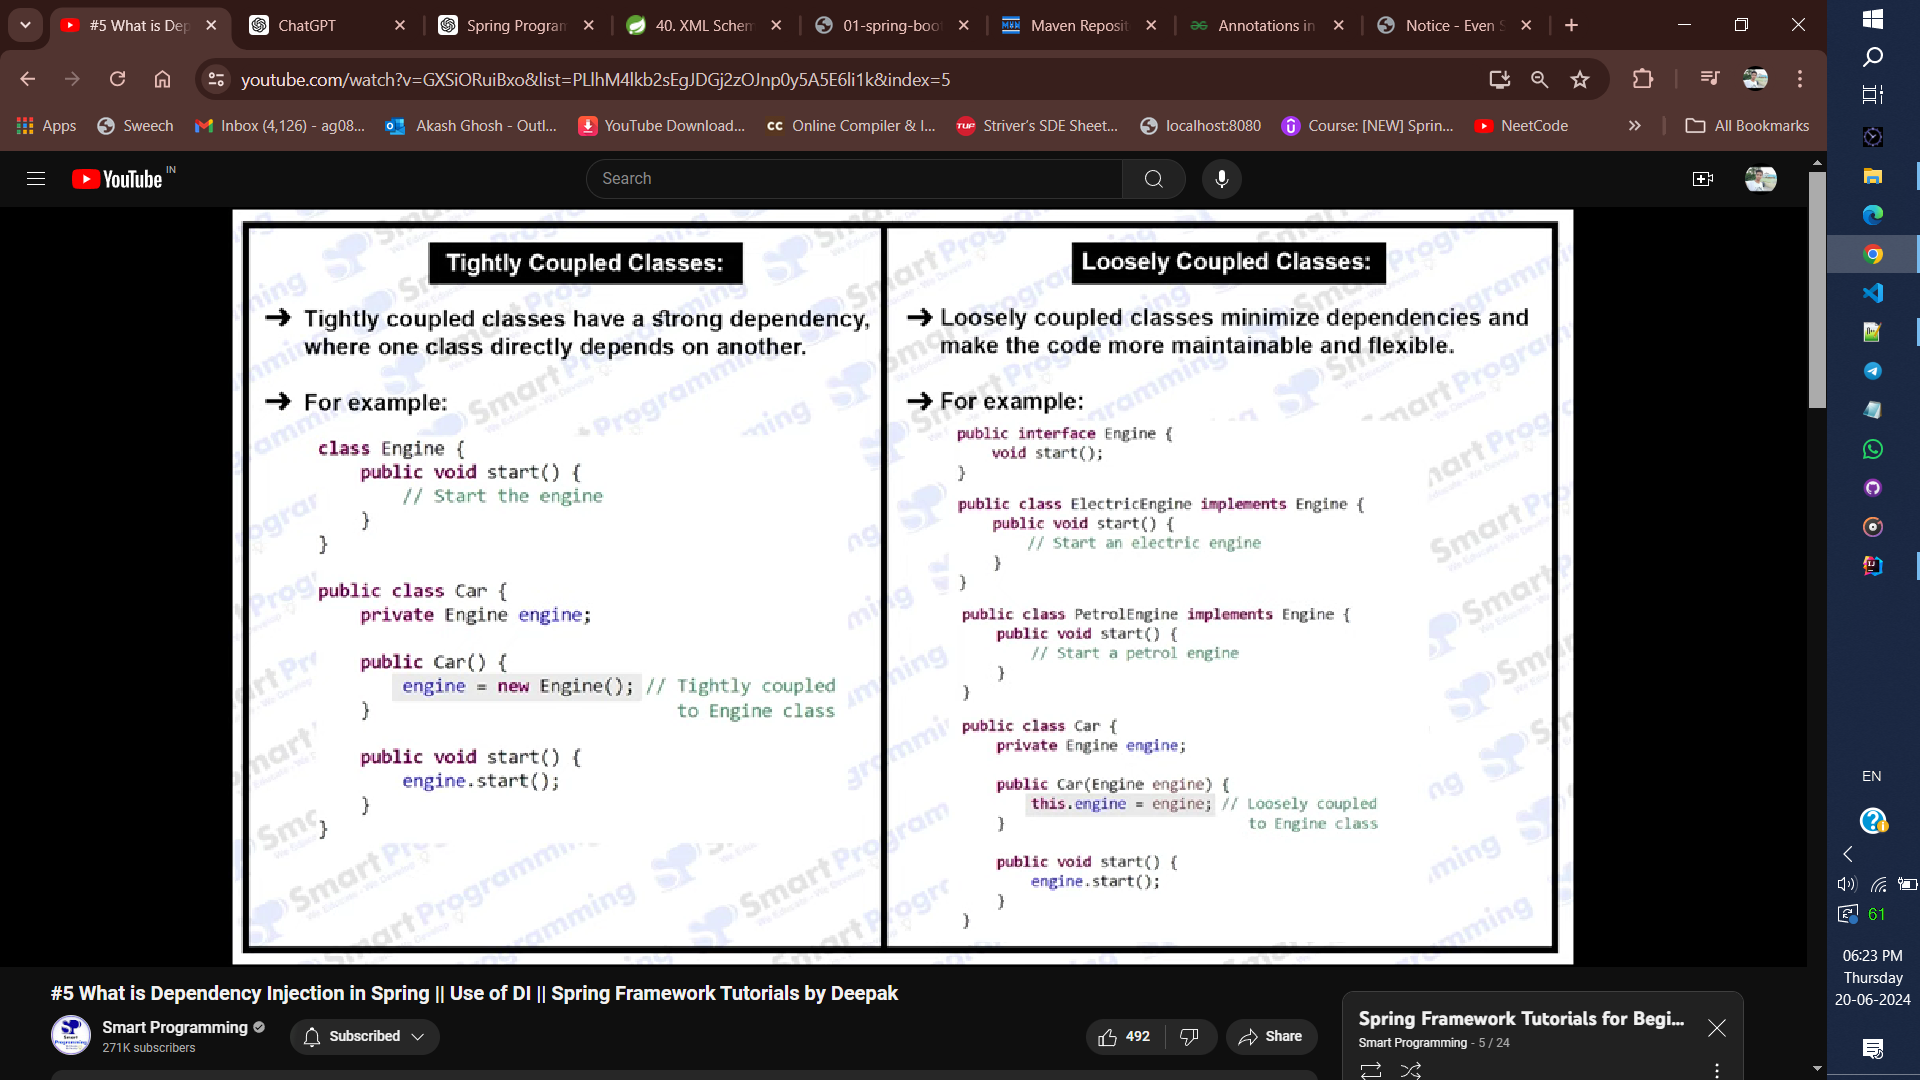 #5 What is Dep
ChatGPT
Spring Program
40. XML Schem
01-spring-boot
Maven Reposit
Annotations in
Notice - Even S
youtube.com/watch?v=GXSiORuiBxo&list=PLlhM4lkb2sEgJDGj2zOJnp0y5A5E6li1k&index=5
Apps
Sweech
Inbox (4,126) - ag08...
Akash Ghosh - Outl...
YouTube Download...
CC Online Compiler & I...
TUF Striver's SDE Sheet...
localhost:8080
Course: [NEW] Sprin...
NeetCode
»
All Bookmarks
YouTube IN
Search
Tightly Coupled Classes:
➔ Tightly coupled classes have a strong dependency,
where one class directly depends on another.
➔ For example:
class Engine {
public void start() {
// Start the engine
}
}
public class Car {
private Engine engine;
public Car() {
engine = new Engine(); // Tightly coupled
} to Engine class
public void start() {
engine.start();
}
}
Loosely Coupled Classes:
➔ Loosely coupled classes minimize dependencies and
make the code more maintainable and flexible.
➔ For example:
public interface Engine {
void start();
}
public class ElectricEngine implements Engine {
public void start() {
// Start an electric engine
}
}
public class PetrolEngine implements Engine {
public void start() {
// Start a petrol engine
}
}
public class Car {
private Engine engine;
public Car(Engine engine) {
this.engine = engine; // Loosely coupled
} to Engine class
public void start() {
engine.start();
}
}
Smart Programming
#5 What is Dependency Injection in Spring || Use of DI || Spring Framework Tutorials by Deepak
Smart Programming
271K subscribers
Subscribed
492
Share
Spring Framework Tutorials for Begi...
Smart Programming - 5 / 24
EN
61
06:23 PM
Thursday
20-06-2024